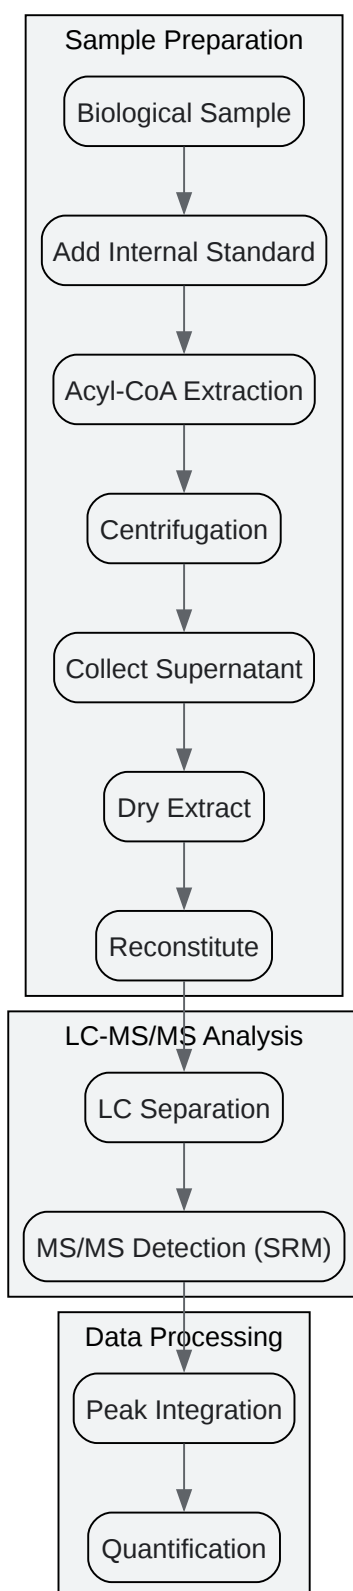 Sample Preparation
Biological Sample
Add Internal Standard
Acyl-CoA Extraction
Centrifugation
Collect Supernatant
Dry Extract
Reconstitute
LC-MS/MS Analysis
LC Separation
MS/MS Detection (SRM)
Data Processing
Peak Integration
Quantification